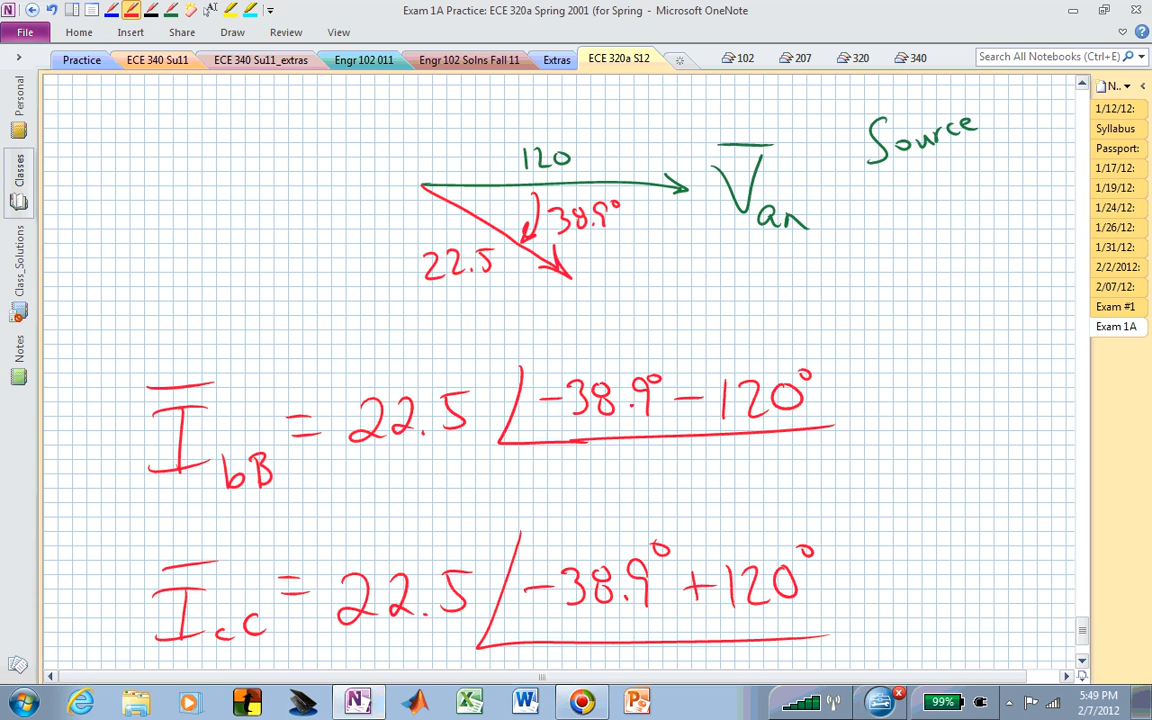 Exam 1A Practice: ECE 320a Spring 2001 (for Spring - Microsoft OneNote
File Home Insert Share Draw Review View
Practice ECE 340 Su11 ECE 340 Su11_extras Engr 102 011 Engr 102 Solns Fall 11 Extras ECE 320a S12 102 207 320 340 Search All Notebooks (Ctrl+E)
Personal
Classes
Class_Solutions
Notes
N..
1/12/12:
Syllabus
Passport:
1/17/12:
1/19/12:
1/24/12:
1/26/12:
1/31/12:
2/2/2012:
2/07/12:
Exam #1
Exam 1A
Source
120
V̅an
38.9°
22.5
I̅bB = 22.5 ∠-38.9° - 120°
I̅cC = 22.5 ∠-38.9° + 120°
99%
5:49 PM
2/7/2012